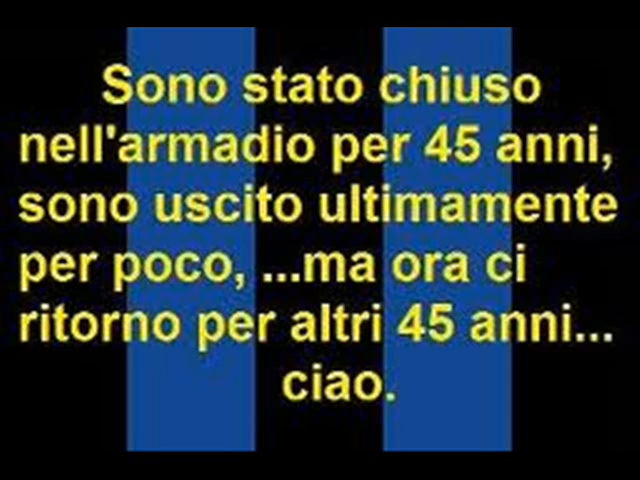 Sono stato chiuso
nell'armadio per 45 anni,
sono uscito ultimamente
per poco, ...ma ora ci
ritorno per altri 45 anni...
ciao.